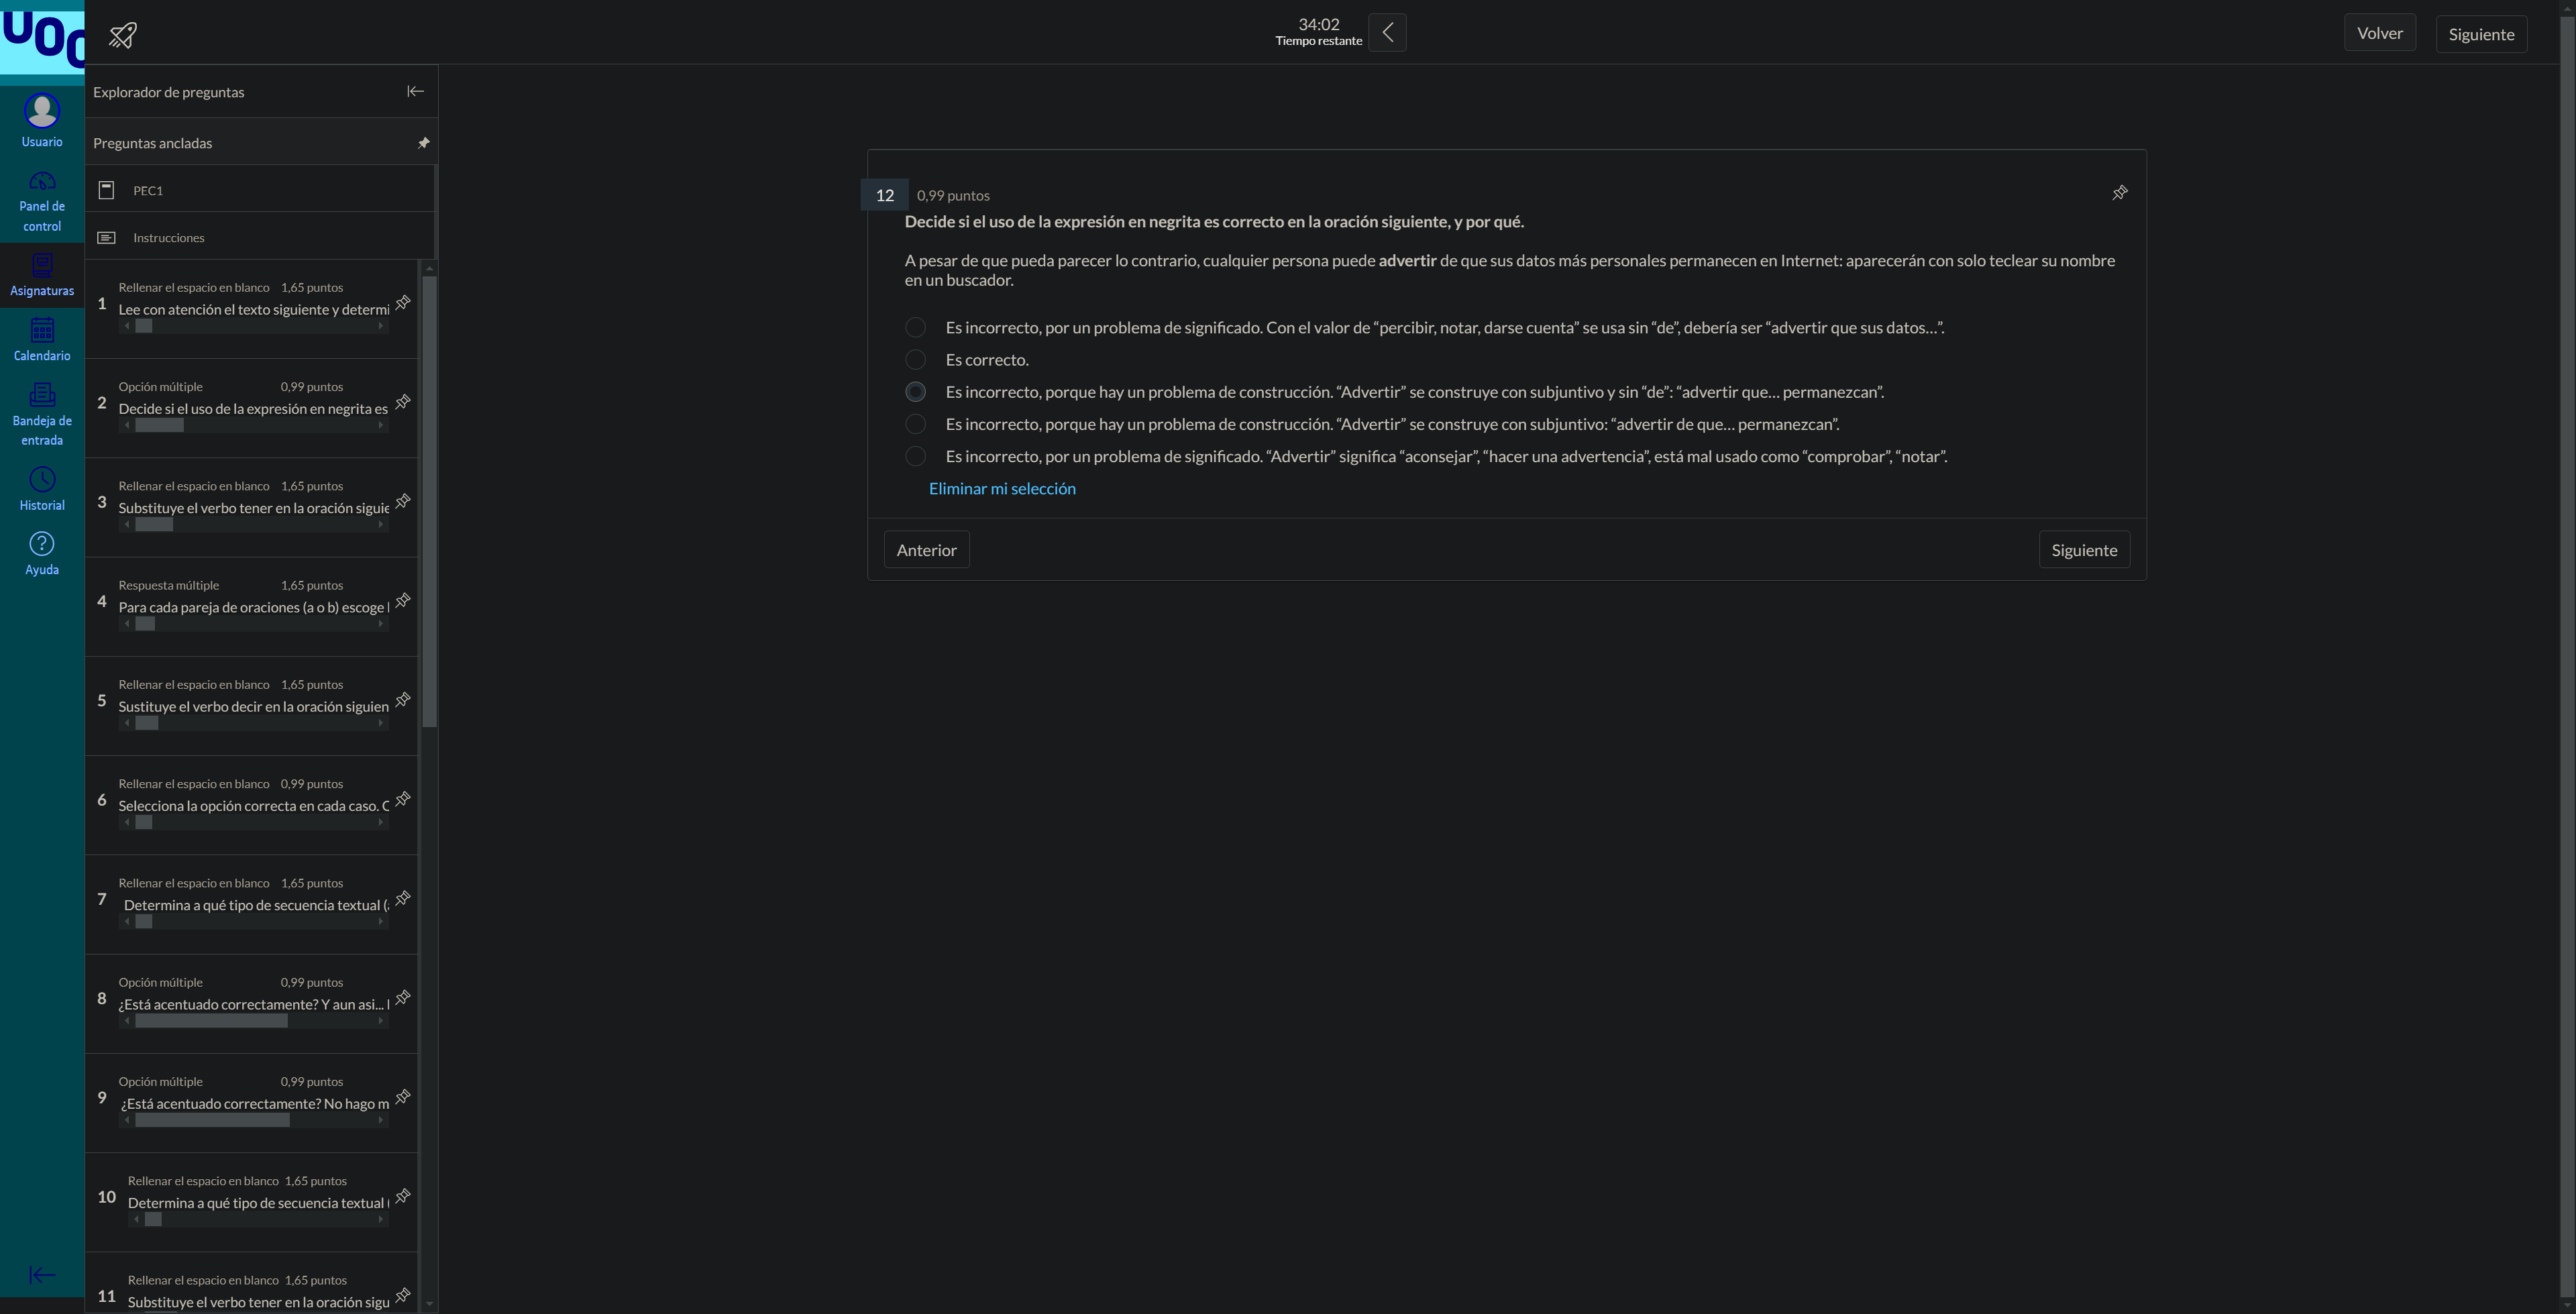 UOC
34:02
Tiempo restante
Volver
Siguiente
Usuario
Panel de
control
Asignaturas
Calendario
Bandeja de
entrada
Historial
Ayuda
Explorador de preguntas
Preguntas ancladas
PEC1
Instrucciones
1
Rellenar el espacio en blanco 1,65 puntos
Lee con atención el texto siguiente y determi
2
Opción múltiple 0,99 puntos
Decide si el uso de la expresión en negrita es
3
Rellenar el espacio en blanco 1,65 puntos
Substituye el verbo tener en la oración siguie
4
Respuesta múltiple 1,65 puntos
Para cada pareja de oraciones (a o b) escoge
5
Rellenar el espacio en blanco 1,65 puntos
Sustituye el verbo decir en la oración siguien
6
Rellenar el espacio en blanco 0,99 puntos
Selecciona la opción correcta en cada caso. C
7
Rellenar el espacio en blanco 1,65 puntos
Determina a qué tipo de secuencia textual (
8
Opción múltiple 0,99 puntos
¿Está acentuado correctamente? Y aun asi...
9
Opción múltiple 0,99 puntos
¿Está acentuado correctamente? No hago m
10
Rellenar el espacio en blanco 1,65 puntos
Determina a qué tipo de secuencia textual (
11
Rellenar el espacio en blanco 1,65 puntos
Substituye el verbo tener en la oración sigu
12 0,99 puntos
Decide si el uso de la expresión en negrita es correcto en la oración siguiente, y por qué.
A pesar de que pueda parecer lo contrario, cualquier persona puede advertir de que sus datos más personales permanecen en Internet: aparecerán con solo teclear su nombre
en un buscador.
Es incorrecto, por un problema de significado. Con el valor de “percibir, notar, darse cuenta” se usa sin “de”, debería ser “advertir que sus datos...”.
Es correcto.
Es incorrecto, porque hay un problema de construcción. “Advertir” se construye con subjuntivo y sin “de”: “advertir que... permanezcan”.
Es incorrecto, porque hay un problema de construcción. “Advertir” se construye con subjuntivo: “advertir de que... permanezcan”.
Es incorrecto, por un problema de significado. “Advertir” significa “aconsejar”, “hacer una advertencia”, está mal usado como “comprobar”, “notar”.
Eliminar mi selección
Anterior
Siguiente